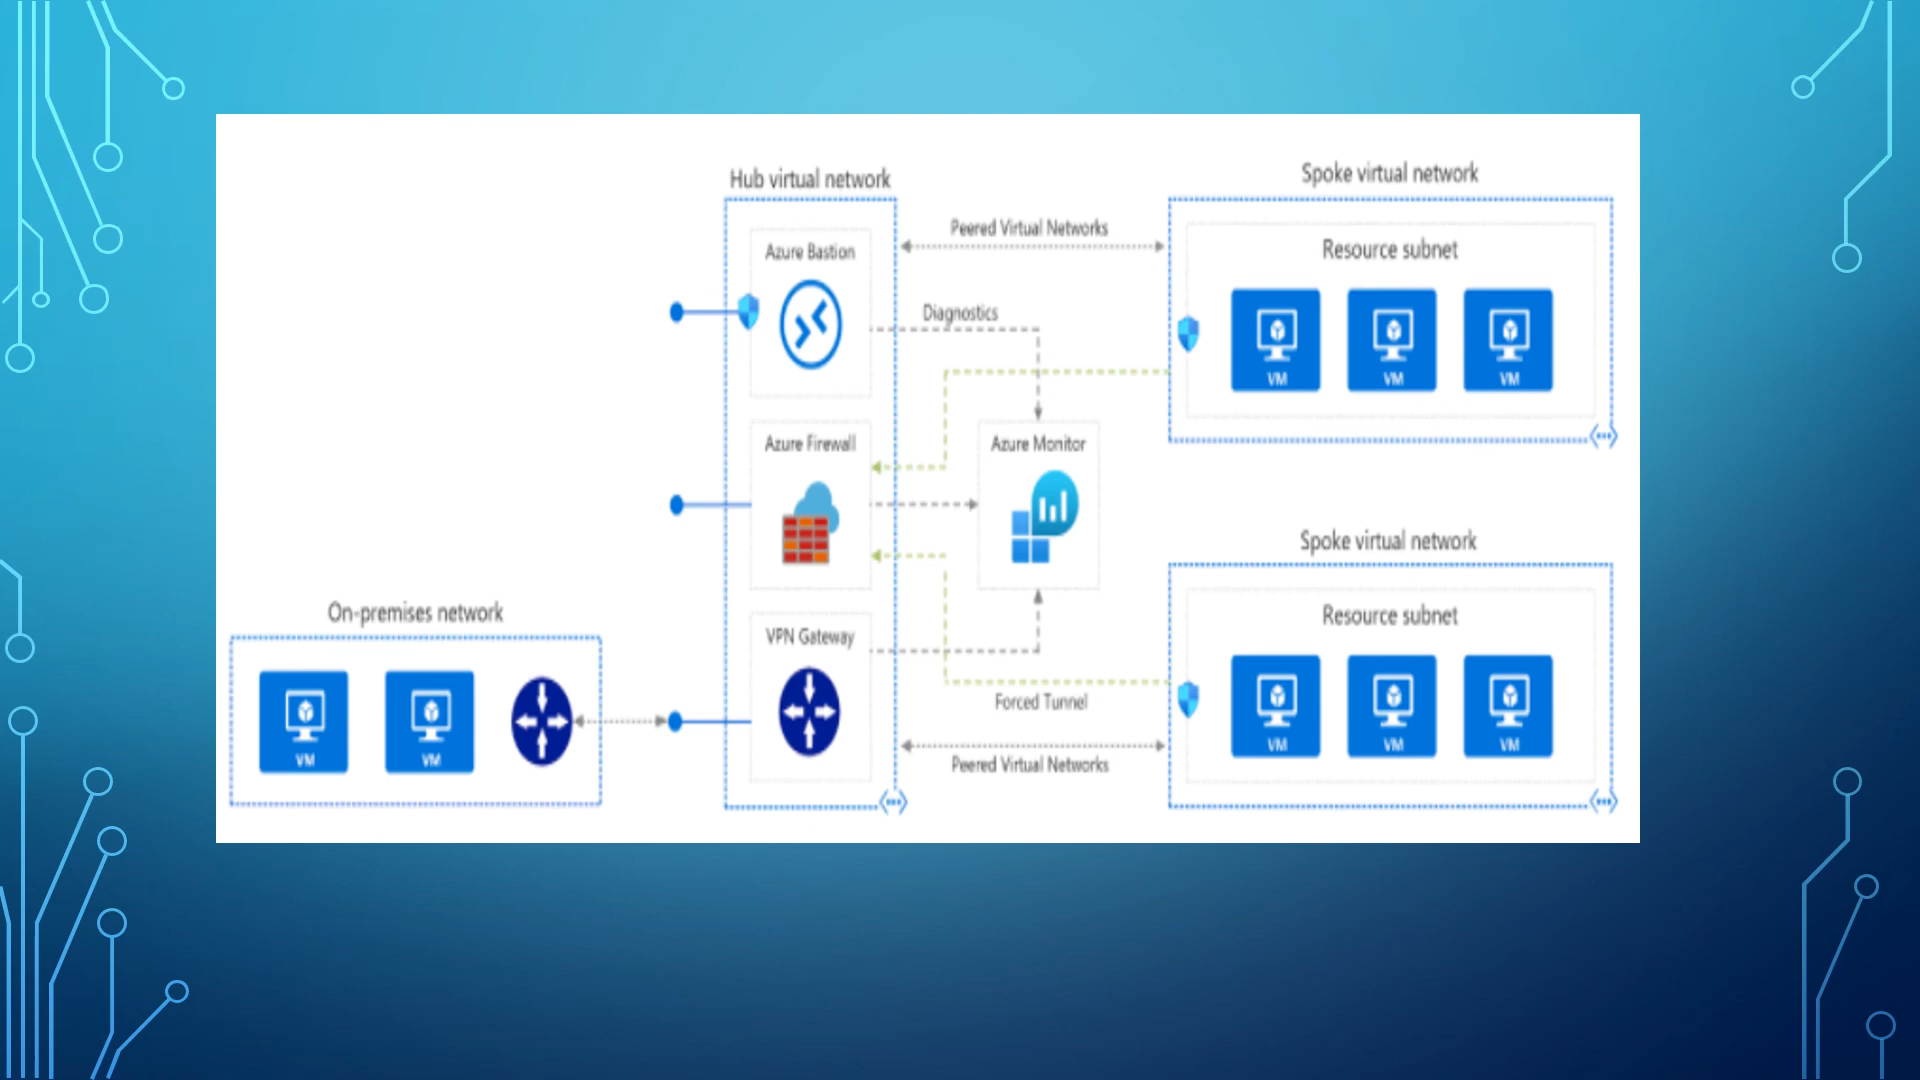 Hub virtual network
Spoke virtual network
Peered Virtual Networks
Azure Bastion
Resource subnet
Diagnostics
VM
VM
VM
Azure Firewall
Azure Monitor
Spoke virtual network
On-premises network
Resource subnet
VPN Gateway
Forced Tunnel
VM
VM
VM
VM
VM
Peered Virtual Networks